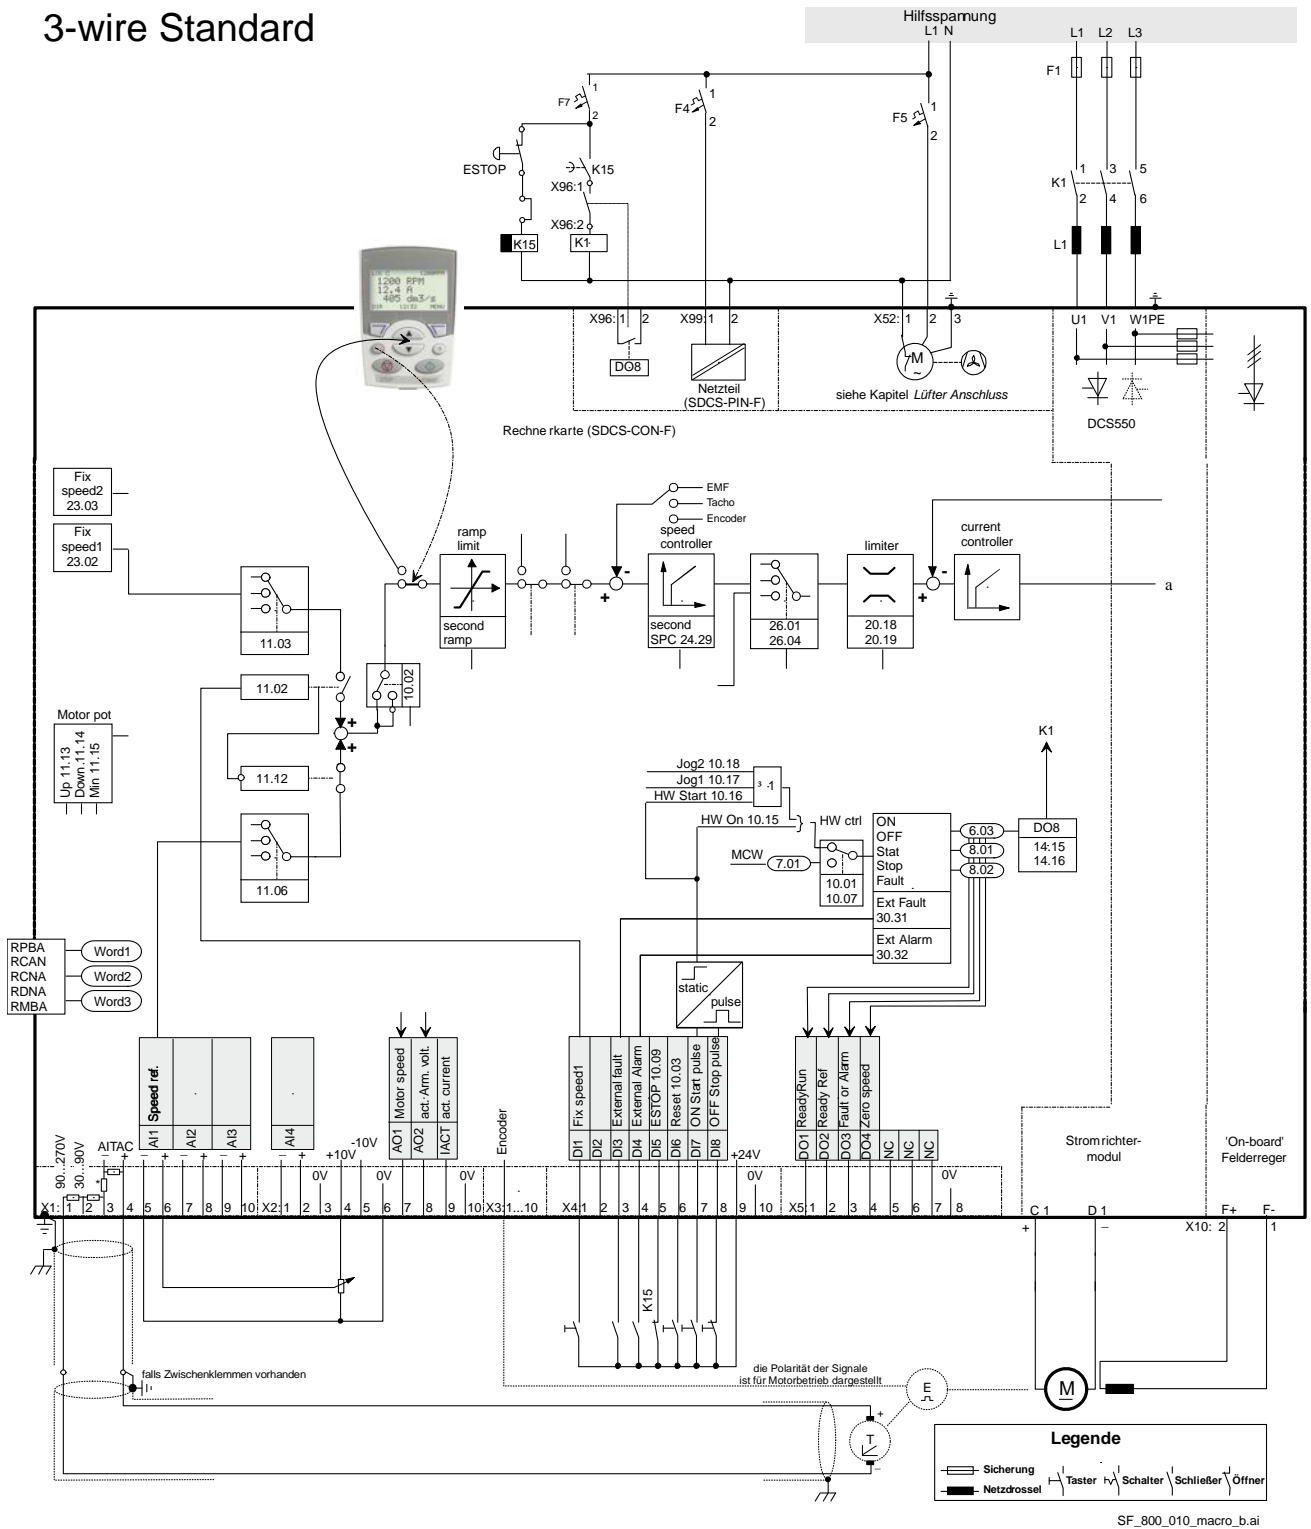 3-wire Standard
Hilfsspannung
L1 N
L1 L2 L3
F1
F7 1 2
F4 1 2
F5 1 2
ESTOP
K15
X96:1
X96:2
K15
K1
K1 1 3 5
2 4 6
L1
1200 RPM
12.4 A
405 dm3/s
X96: 1 2
X99:1 2
X52: 1 2 3
U1 V1 W1PE
DO8
M
~
Netzteil
(SDCS-PIN-F)
siehe Kapitel Lüfter Anschluss
DCS550
Rechnerkarte (SDCS-CON-F)
Fix
speed2
23.03
Fix
speed1
23.02
EMF
Tacho
Encoder
ramp
limit
speed
controller
limiter
current
controller
- +
- +
a
second
ramp
second
SPC 24.29
26.01
26.04
20.18
20.19
11.03
11.02
10.02
+
+
11.12
11.06
Motor pot
Up 11.13
Down.11.14
Min 11.15
K1
Jog2 10.18
Jog1 10.17
HW Start 10.16
³ .1
HW On 10.15
HW ctrl
MCW
7.01
10.01
10.07
ON
OFF
Stat
Stop
Fault
Ext Fault
30.31
Ext Alarm
30.32
6.03
8.01
8.02
DO8
14:15
14.16
RPBA
RCAN
RCNA
RDNA
RMBA
Word1
Word2
Word3
static
pulse
Speed ref.
AI1 AI2 AI3
AI4
Motor speed
act. Arm. volt.
act. current
AO1 AO2 IACT
Encoder
Fix speed1
External fault
External Alarm
ESTOP 10.09
Reset 10.03
ON Start pulse
OFF Stop pulse
DI1 DI2 DI3 DI4 DI5 DI6 DI7 DI8
ReadyRun
Ready Ref
Fault or Alarm
Zero speed
DO1 DO2 DO3 DO4 NC NC NC
Stromrichter-
modul
'On-board'
Felderreger
90...270V
30...90V
AITAC
− +
− + − + − +
− +
+10V
-10V
+24V
0V 0V 0V 0V 0V
X1: 1 2 3 4 5 6 7 8 9 10
X2:1 2 3 4 5 6 7 8 9 10
X3:1...10
X4:1 2 3 4 5 6 7 8 9 10
X5:1 2 3 4 5 6 7 8
C 1 D 1
+ −
F+ F-
X10: 2 1
K15
falls Zwischenklemmen vorhanden
die Polarität der Signale
ist für Motorbetrieb dargestellt
E
M
T
+
−
Legende
Sicherung
Netzdrossel
Taster
Schalter
Schließer
Öffner
SF_800_010_macro_b.ai